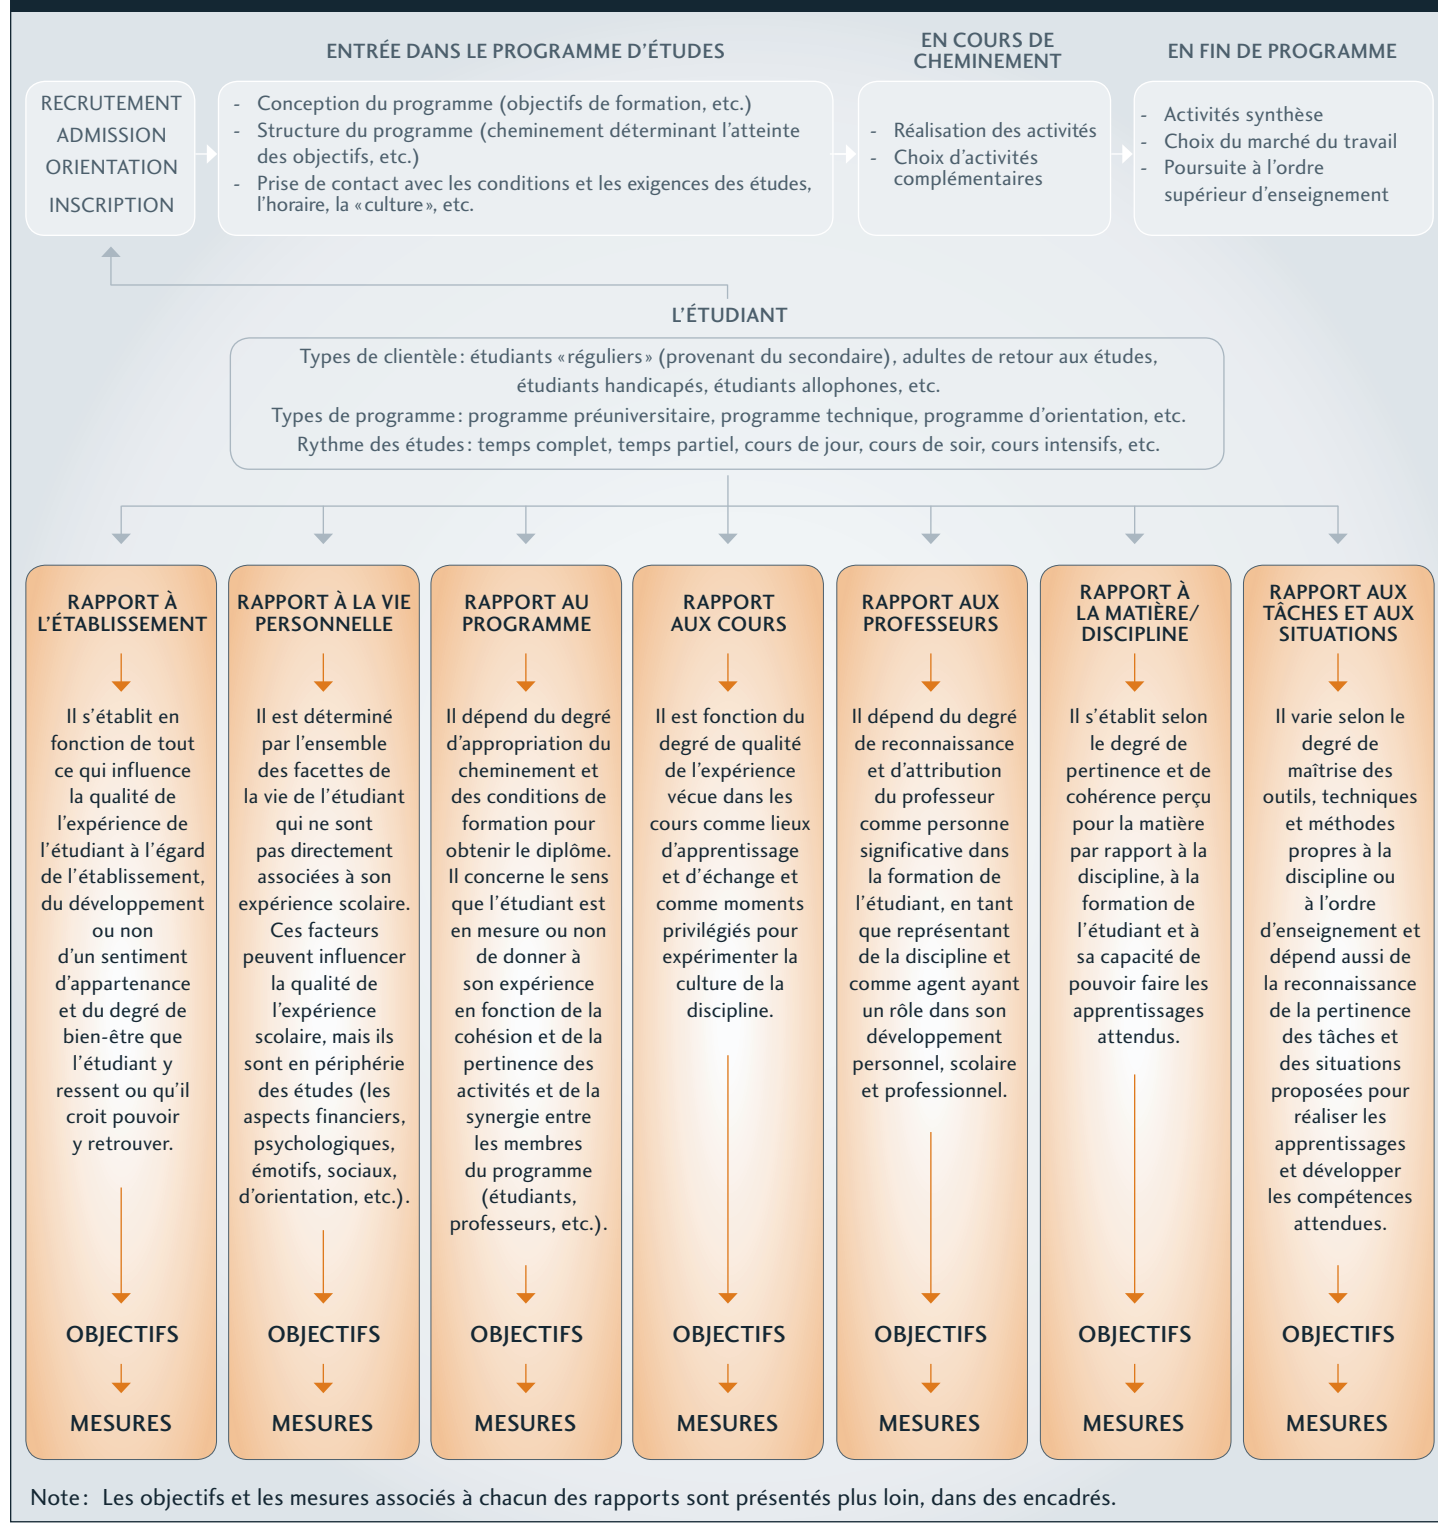 ENTRÉE DANS LE PROGRAMME D'ÉTUDES
EN COURS DE
CHEMINEMENT
EN FIN DE PROGRAMME
RECRUTEMENT
ADMISSION
ORIENTATION
INSCRIPTION
- Conception du programme (objectifs de formation, etc.)
- Structure du programme (cheminement déterminant l'atteinte
des objectifs, etc.)
- Prise de contact avec les conditions et les exigences des études,
l'horaire, la «culture», etc.
- Réalisation des activités
- Choix d'activités
complémentaires
- Activités synthèse
- Choix du marché du travail
- Poursuite à l'ordre
supérieur d'enseignement
L'ÉTUDIANT
Types de clientèle : étudiants «réguliers» (provenant du secondaire), adultes de retour aux études,
étudiants handicapés, étudiants allophones, etc.
Types de programme : programme préuniversitaire, programme technique, programme d'orientation, etc.
Rythme des études : temps complet, temps partiel, cours de jour, cours de soir, cours intensifs, etc.
RAPPORT À
L'ÉTABLISSEMENT
Il s'établit en
fonction de tout
ce qui influence
la qualité de
l'expérience de
l'étudiant à l'égard
de l'établissement,
du développement
ou non
d'un sentiment
d'appartenance
et du degré de
bien-être que
l'étudiant y
ressent ou qu'il
croit pouvoir
y retrouver.
OBJECTIFS
MESURES
RAPPORT À LA VIE
PERSONNELLE
Il est déterminé
par l'ensemble
des facettes de
la vie de l'étudiant
qui ne sont
pas directement
associées à son
expérience scolaire.
Ces facteurs
peuvent influencer
la qualité de
l'expérience
scolaire, mais ils
sont en périphérie
des études (les
aspects financiers,
psychologiques,
émotifs, sociaux,
d'orientation, etc.).
OBJECTIFS
MESURES
RAPPORT AU
PROGRAMME
Il dépend du degré
d'appropriation du
cheminement et
des conditions de
formation pour
obtenir le diplôme.
Il concerne le sens
que l'étudiant est
en mesure ou non
de donner à
son expérience
en fonction de la
cohésion et de la
pertinence des
activités et de la
synergie entre
les membres
du programme
(étudiants,
professeurs, etc.).
OBJECTIFS
MESURES
RAPPORT
AUX COURS
Il est fonction du
degré de qualité
de l'expérience
vécue dans les
cours comme lieux
d'apprentissage
et d'échange et
comme moments
privilégiés pour
expérimenter la
culture de la
discipline.
OBJECTIFS
MESURES
RAPPORT AUX
PROFESSEURS
Il dépend du degré
de reconnaissance
et d'attribution
du professeur
comme personne
significative dans
la formation de
l'étudiant, en tant
que représentant
de la discipline et
comme agent ayant
un rôle dans son
développement
personnel, scolaire
et professionnel.
OBJECTIFS
MESURES
RAPPORT À
LA MATIÈRE/
DISCIPLINE
Il s'établit selon
le degré de
pertinence et de
cohérence perçu
pour la matière
par rapport à la
discipline, à la
formation de
l'étudiant et à
sa capacité de
pouvoir faire les
apprentissages
attendus.
OBJECTIFS
MESURES
RAPPORT AUX
TÂCHES ET AUX
SITUATIONS
Il varie selon le
degré de
maîtrise des
outils, techniques
et méthodes
propres à la
discipline ou
à l'ordre
d'enseignement et
dépend aussi de
la reconnaissance
de la pertinence
des tâches et
des situations
proposées pour
réaliser les
apprentissages
et développer
les compétences
attendues.
OBJECTIFS
MESURES
Note : Les objectifs et les mesures associés à chacun des rapports sont présentés plus loin, dans des encadrés.